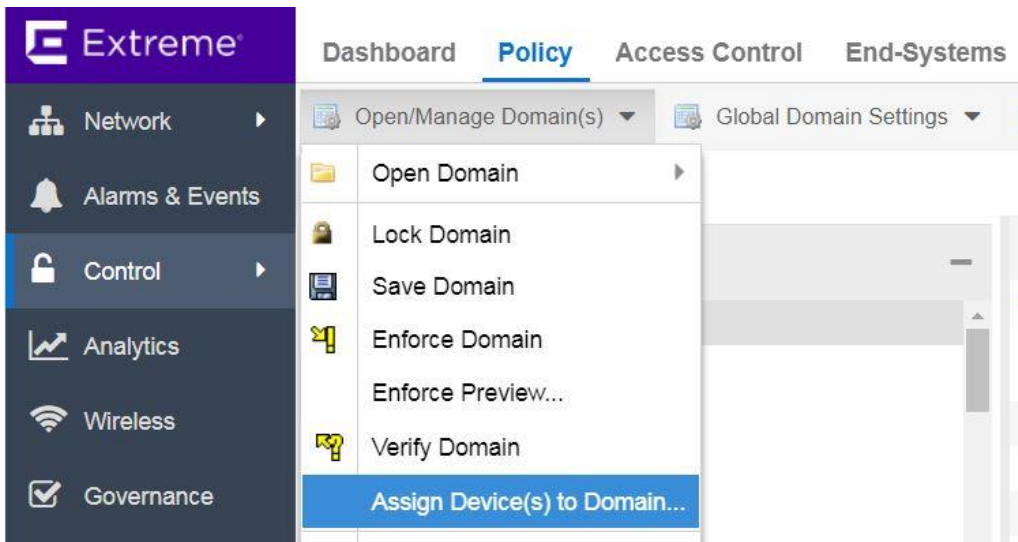 Extreme
Dashboard Policy Access Control End-Systems
Network
Open/Manage Domain(s) Global Domain Settings
Open Domain
Alarms & Events
Lock Domain
Control
Save Domain
Enforce Domain
Analytics
Enforce Preview...
Wireless
Verify Domain
Governance
Assign Device(s) to Domain...